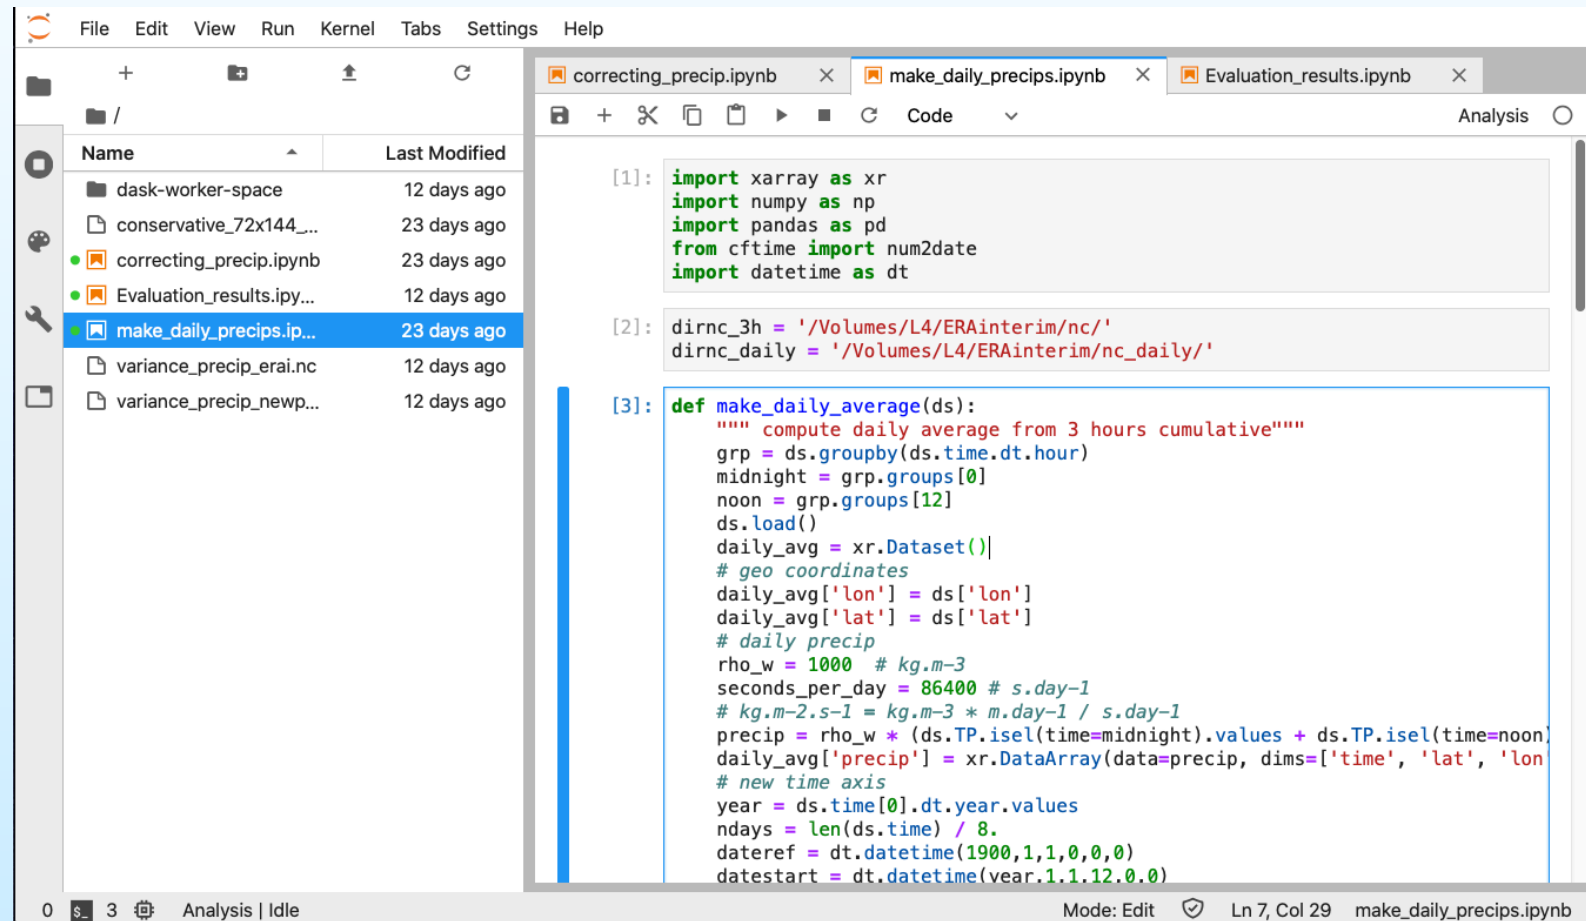 File Edit View Run Kernel Tabs Settings Help
/
Name Last Modified
dask-worker-space 12 days ago
conservative_72x144_... 23 days ago
correcting_precip.ipynb 23 days ago
Evaluation_results.ipy... 12 days ago
make_daily_precips.ip... 23 days ago
variance_precip_erai.nc 12 days ago
variance_precip_newp... 12 days ago
correcting_precip.ipynb make_daily_precips.ipynb Evaluation_results.ipynb
Code Analysis
[1]: import xarray as xr
import numpy as np
import pandas as pd
from cftime import num2date
import datetime as dt
[2]: dirnc_3h = '/Volumes/L4/ERAinterim/nc/'
dirnc_daily = '/Volumes/L4/ERAinterim/nc_daily/'
[3]: def make_daily_average(ds):
""" compute daily average from 3 hours cumulative"""
grp = ds.groupby(ds.time.dt.hour)
midnight = grp.groups[0]
noon = grp.groups[12]
ds.load()
daily_avg = xr.Dataset()
# geo coordinates
daily_avg['lon'] = ds['lon']
daily_avg['lat'] = ds['lat']
# daily precip
rho_w = 1000 # kg.m-3
seconds_per_day = 86400 # s.day-1
# kg.m-2.s-1 = kg.m-3 * m.day-1 / s.day-1
precip = rho_w * (ds.TP.isel(time=midnight).values + ds.TP.isel(time=noon)
daily_avg['precip'] = xr.DataArray(data=precip, dims=['time', 'lat', 'lon'
# new time axis
year = ds.time[0].dt.year.values
ndays = len(ds.time) / 8.
dateref = dt.datetime(1900,1,1,0,0,0)
datestart = dt.datetime(year,1,1,12,0,0)
0 $_ 3 Analysis | Idle Mode: Edit Ln 7, Col 29 make_daily_precips.ipynb